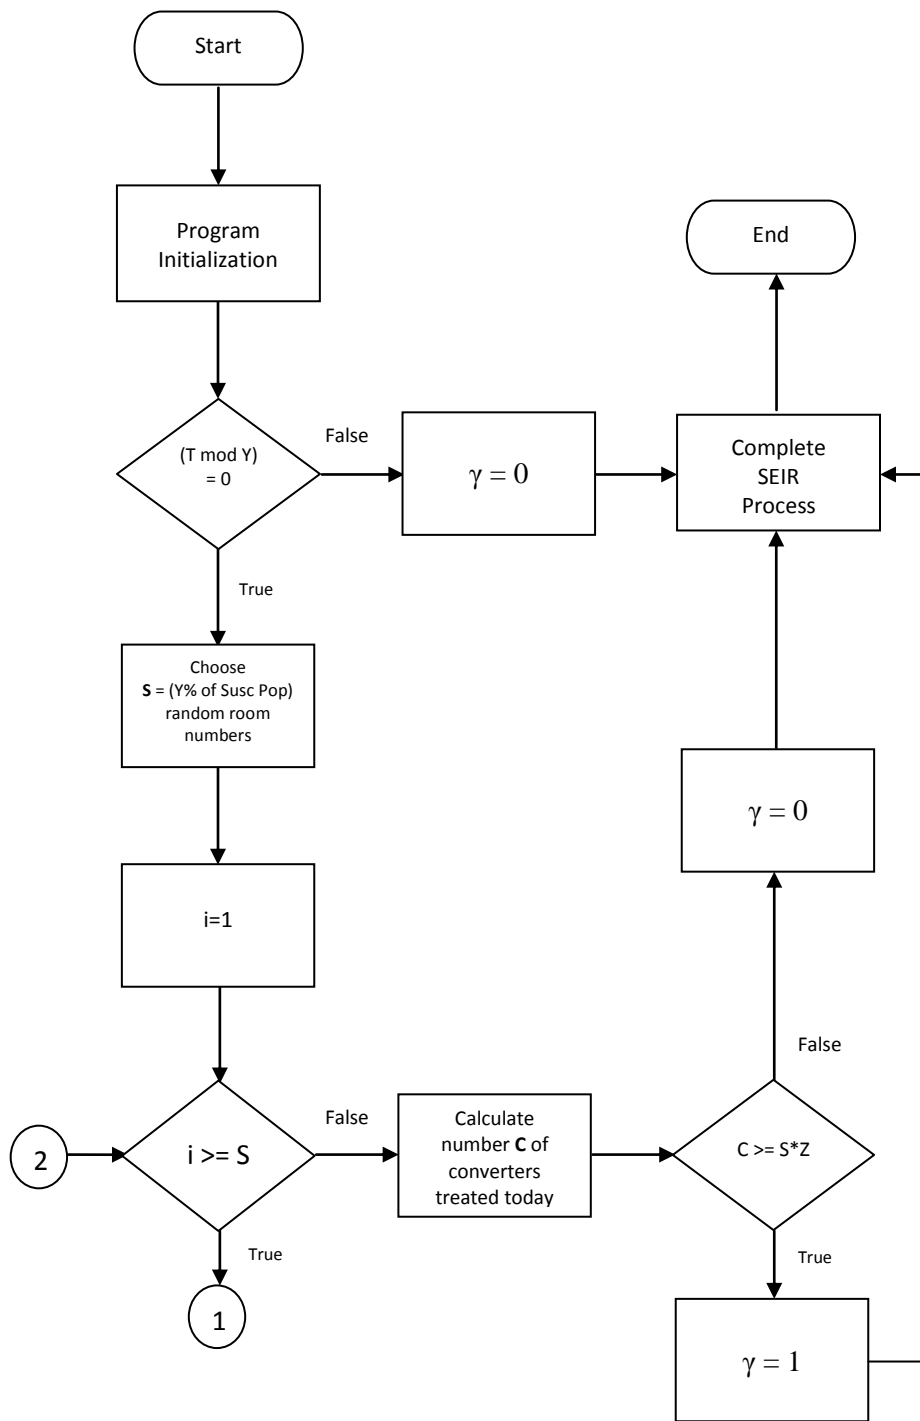 Start
Program
Initialization
End
(T mod Y)
= 0
False
γ = 0
Complete
SEIR
Process
True
Choose
S = (Y% of Susc Pop)
random room
numbers
γ = 0
i=1
False
2
i >= S
False
Calculate
number C of
converters
treated today
C >= S*Z
True
True
1
γ = 1